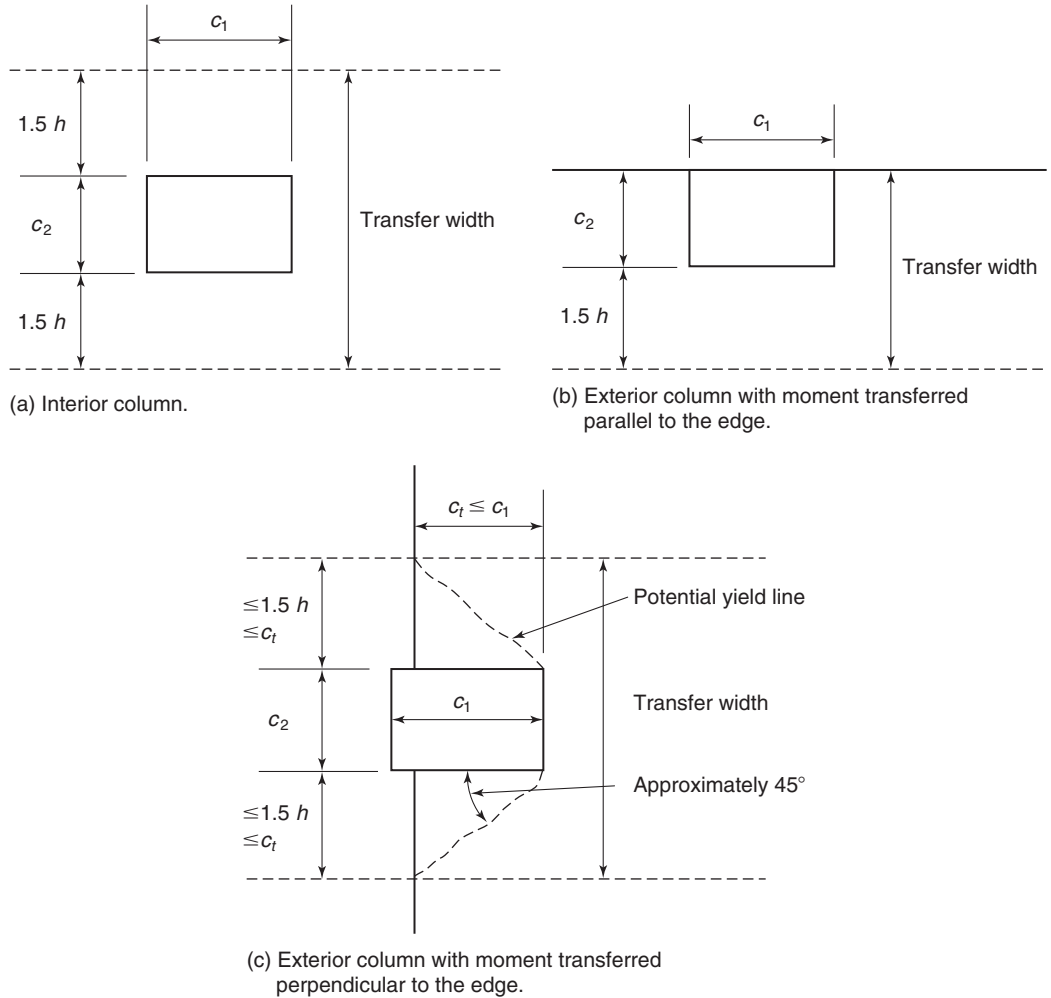 c1
1.5 h
c2
Transfer width
1.5 h
(a) Interior column.
c1
c2
Transfer width
1.5 h
(b) Exterior column with moment transferred
parallel to the edge.
ct ≤ c1
≤1.5 h
≤ct
Potential yield line
c1
c2
Transfer width
Approximately 45°
≤1.5 h
≤ct
(c) Exterior column with moment transferred
perpendicular to the edge.